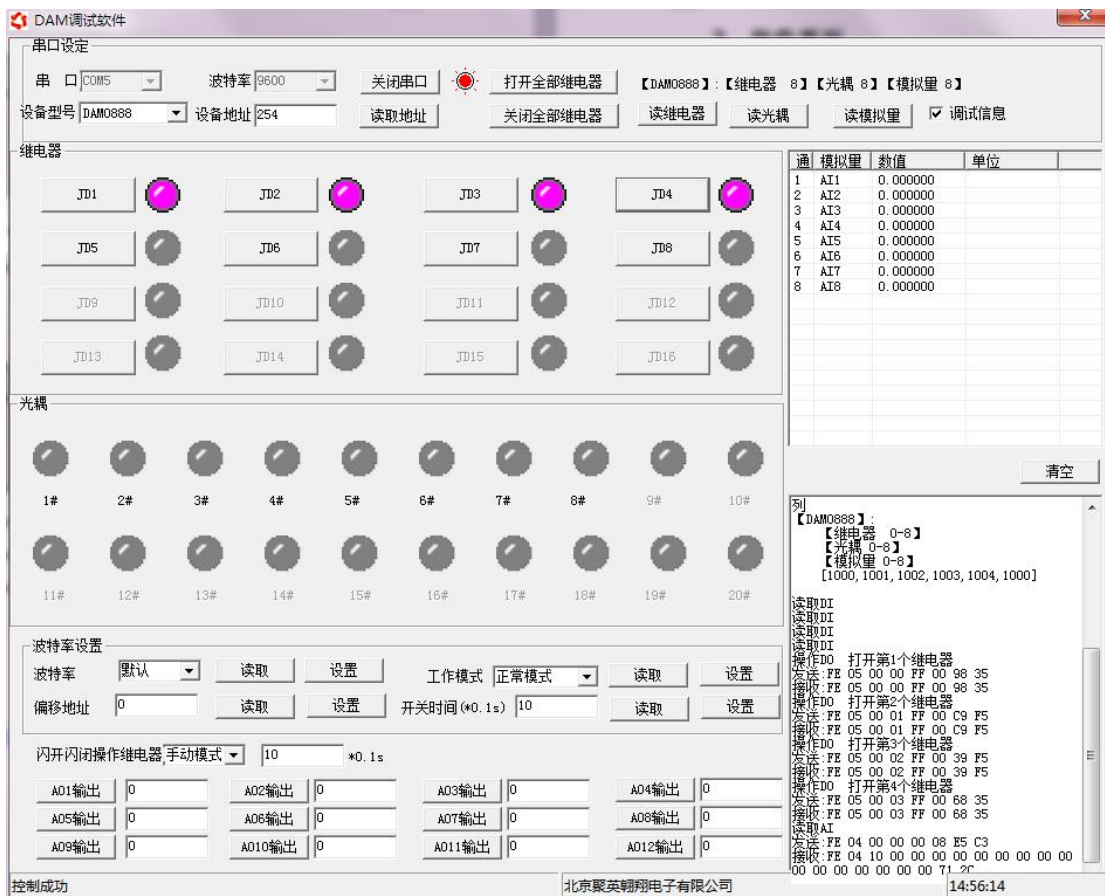 DAM调试软件
串口设定
串 口 COM5 波特率 9600 关闭串口 打开全部继电器 【DAM0888】:【继电器 8】【光耦 8】【模拟量 8】
设备型号 DAM0888 设备地址 254 读取地址 关闭全部继电器 读继电器 读光耦 读模拟量 调试信息
继电器
JD1 JD2 JD3 JD4
JD5 JD6 JD7 JD8
JD9 JD10 JD11 JD12
JD13 JD14 JD15 JD16
通 模拟量 数值 单位
1 AI1 0.000000
2 AI2 0.000000
3 AI3 0.000000
4 AI4 0.000000
5 AI5 0.000000
6 AI6 0.000000
7 AI7 0.000000
8 AI8 0.000000
光耦
1# 2# 3# 4# 5# 6# 7# 8# 9# 10#
11# 12# 13# 14# 15# 16# 17# 18# 19# 20#
清空
列
【DAM0888】:
【继电器 0-8】
【光耦 0-8】
【模拟量 0-8】
[1000,1001,1002,1003,1004,1000]
读取DI
读取DI
读取DI
读取DI
操作DO 打开第1个继电器
发送:FE 05 00 00 FF 00 98 35
接收:FE 05 00 00 FF 00 98 35
操作DO 打开第2个继电器
发送:FE 05 00 01 FF 00 C9 F5
接收:FE 05 00 01 FF 00 C9 F5
操作DO 打开第3个继电器
发送:FE 05 00 02 FF 00 39 F5
接收:FE 05 00 02 FF 00 39 F5
操作DO 打开第4个继电器
发送:FE 05 00 03 FF 00 68 35
接收:FE 05 00 03 FF 00 68 35
读取AI
发送:FE 04 00 00 00 08 E5 C3
接收:FE 04 10 00 00 00 00 00 00 00 00 00
00 00 00 00 00 00 00 71 2C
波特率设置
波特率 默认 读取 设置 工作模式 正常模式 读取 设置
偏移地址 0 读取 设置 开关时间(*0.1s) 10 读取 设置
闪开闪闭操作继电器 手动模式 10 *0.1s
AO1输出 0 AO2输出 0 AO3输出 0 AO4输出 0
AO5输出 0 AO6输出 0 AO7输出 0 AO8输出 0
AO9输出 0 AO10输出 0 AO11输出 0 AO12输出 0
控制成功 北京聚英翱翔电子有限公司 14:56:14